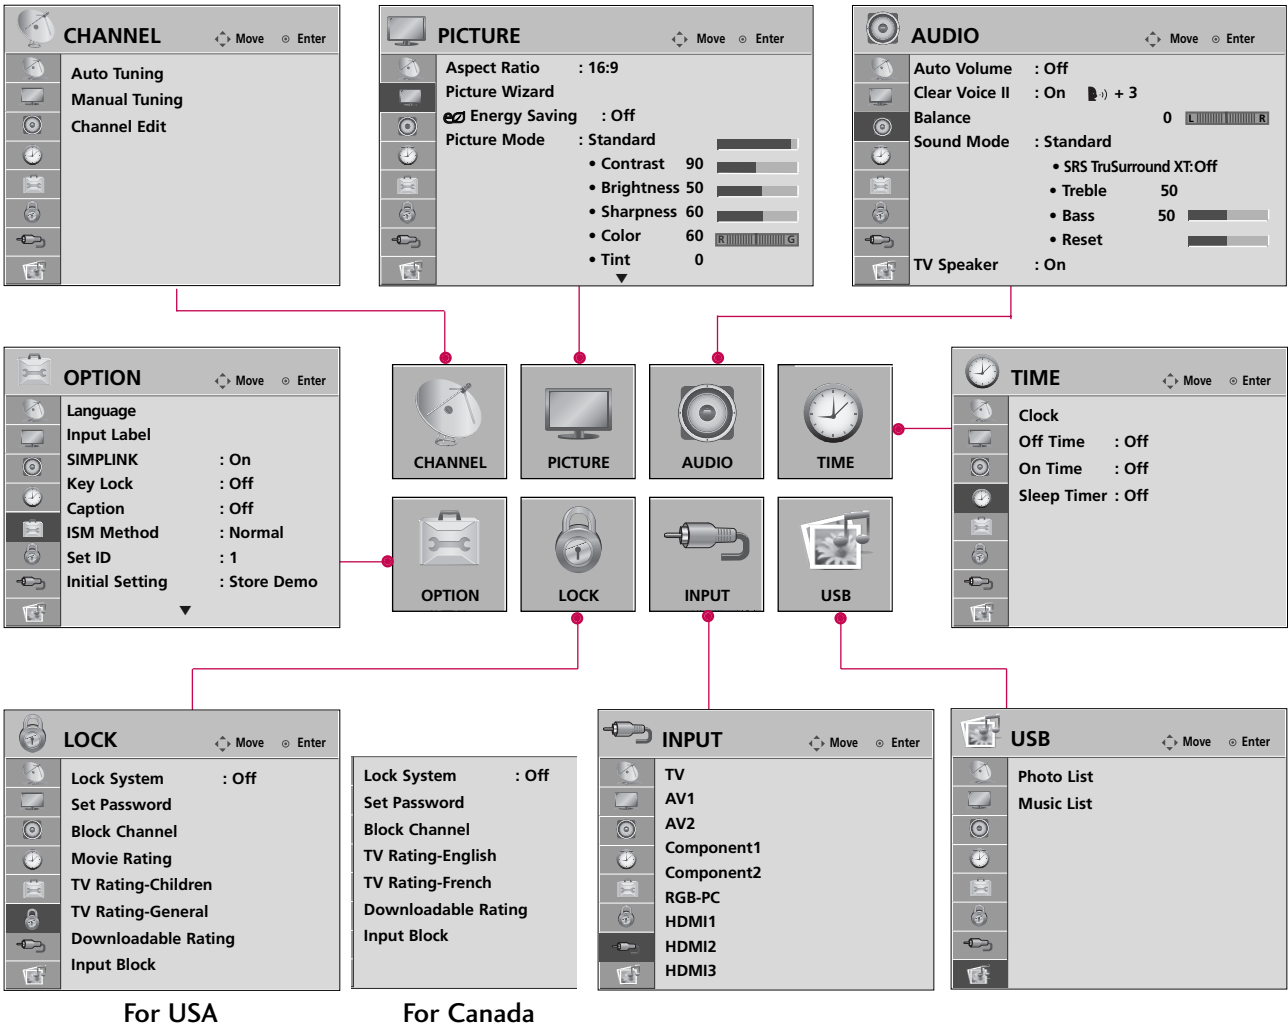 CHANNEL Move Enter
Auto Tuning
Manual Tuning
Channel Edit
PICTURE Move Enter
Aspect Ratio : 16:9
Picture Wizard
Energy Saving : Off
Picture Mode : Standard
• Contrast 90
• Brightness 50
• Sharpness 60
• Color 60 R G
• Tint 0
AUDIO Move Enter
Auto Volume : Off
Clear Voice II : On + 3
Balance 0 L R
Sound Mode : Standard
• SRS TruSurround XT:Off
• Treble 50
• Bass 50
• Reset
TV Speaker : On
OPTION Move Enter
Language
Input Label
SIMPLINK : On
Key Lock : Off
Caption : Off
ISM Method : Normal
Set ID : 1
Initial Setting : Store Demo
CHANNEL
PICTURE
AUDIO
TIME
OPTION
LOCK
INPUT
USB
TIME Move Enter
Clock
Off Time : Off
On Time : Off
Sleep Timer : Off
LOCK Move Enter
Lock System : Off
Set Password
Block Channel
Movie Rating
TV Rating-Children
TV Rating-General
Downloadable Rating
Input Block
For USA
Lock System : Off
Set Password
Block Channel
TV Rating-English
TV Rating-French
Downloadable Rating
Input Block
For Canada
INPUT Move Enter
TV
AV1
AV2
Component1
Component2
RGB-PC
HDMI1
HDMI2
HDMI3
USB Move Enter
Photo List
Music List